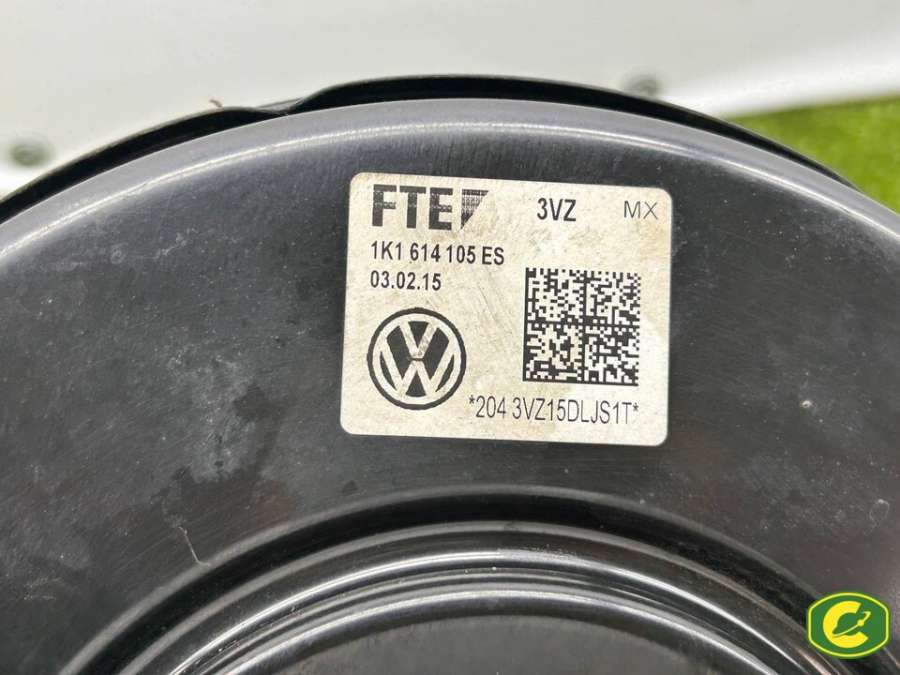 FTE 3VZ MX
1K1 614 105 ES
03.02.15
*204 3VZ15DLJS1T*